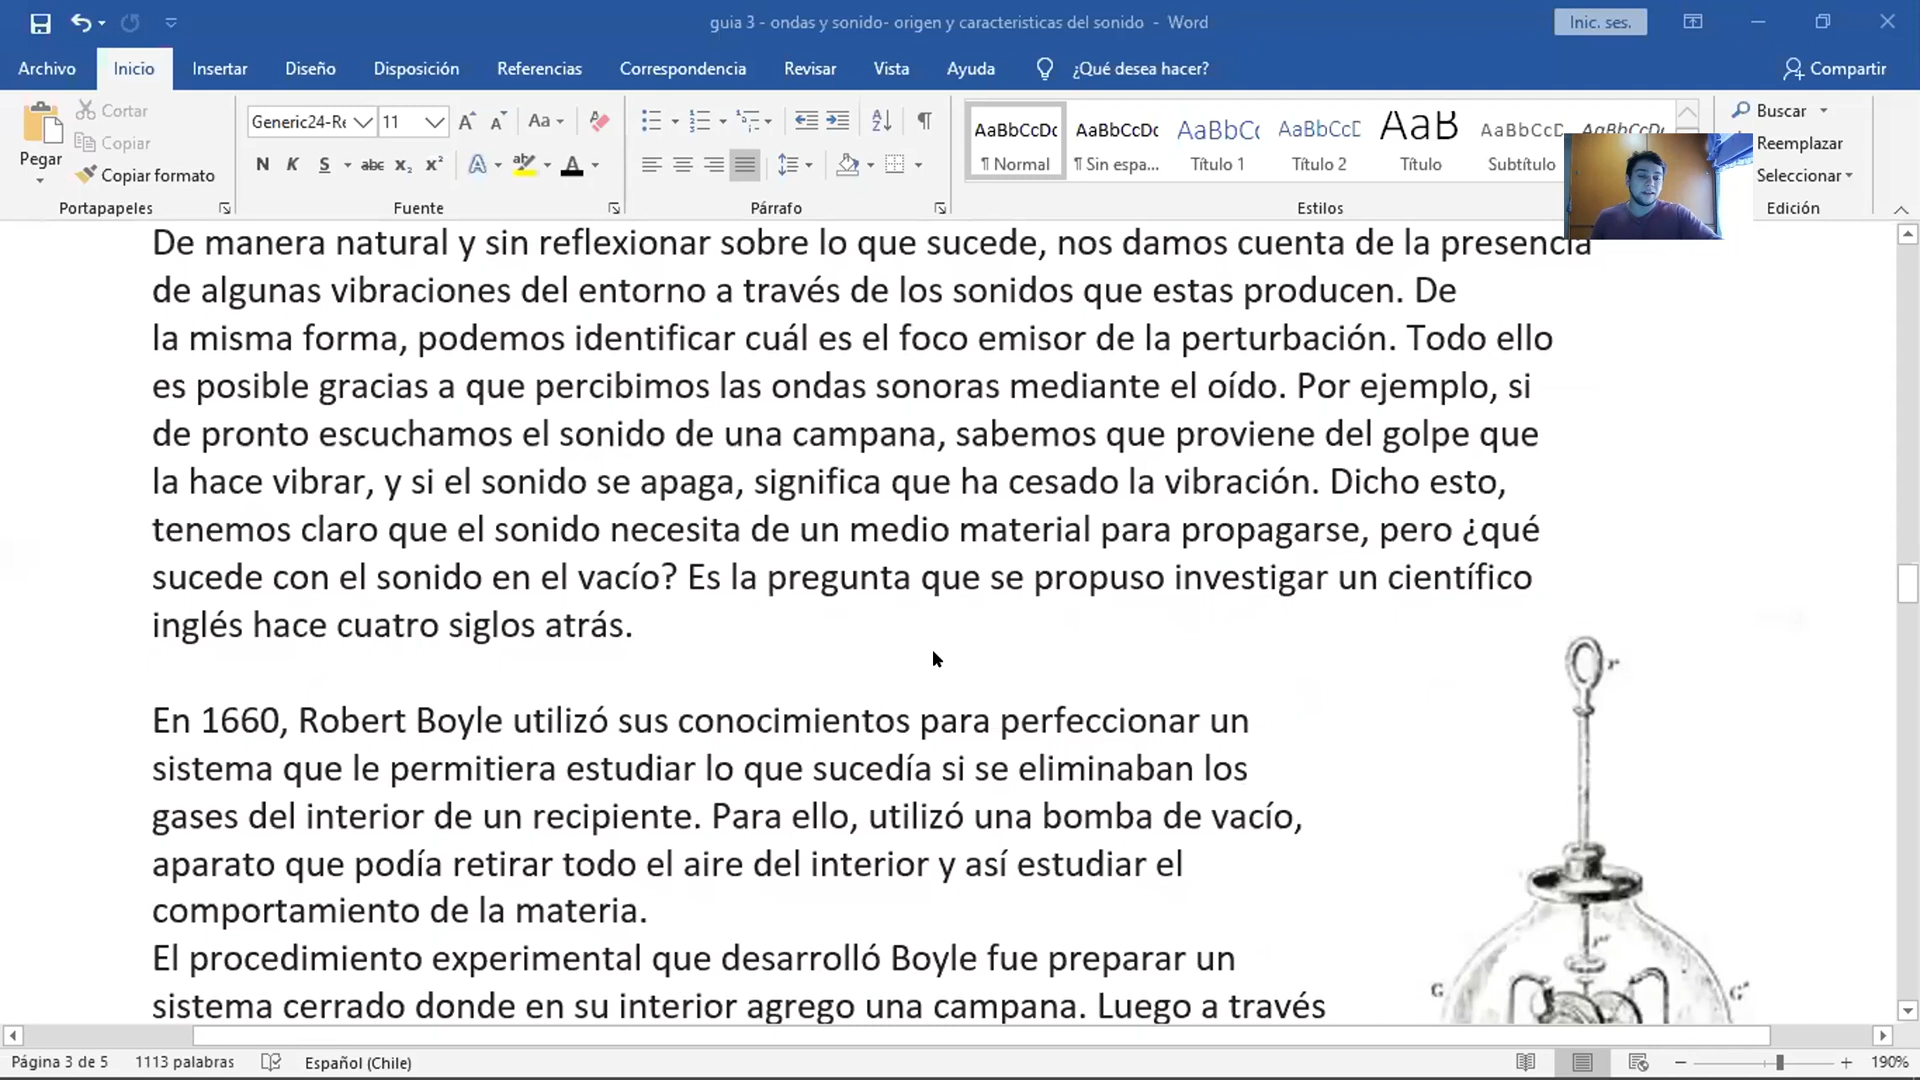 guia 3 - ondas y sonido- origen y caracteristicas del sonido - Word
Inic. ses.
Archivo Inicio Insertar Diseño Disposición Referencias Correspondencia Revisar Vista Ayuda ¿Qué desea hacer? Compartir
Pegar
Cortar
Copiar
Copiar formato
Portapapeles
Generic24-Re 11
Aa
N K S abc x₂ x² A A
Fuente
Párrafo
AaBbCcDc AaBbCcDc AaBbCc AaBbCcD AaB AaBbCcD AaBbCcDc
¶ Normal ¶ Sin espa... Título 1 Título 2 Título Subtítulo
Estilos
Buscar
Reemplazar
Seleccionar
Edición
De manera natural y sin reflexionar sobre lo que sucede, nos damos cuenta de la presencia
de algunas vibraciones del entorno a través de los sonidos que estas producen. De
la misma forma, podemos identificar cuál es el foco emisor de la perturbación. Todo ello
es posible gracias a que percibimos las ondas sonoras mediante el oído. Por ejemplo, si
de pronto escuchamos el sonido de una campana, sabemos que proviene del golpe que
la hace vibrar, y si el sonido se apaga, significa que ha cesado la vibración. Dicho esto,
tenemos claro que el sonido necesita de un medio material para propagarse, pero ¿qué
sucede con el sonido en el vacío? Es la pregunta que se propuso investigar un científico
inglés hace cuatro siglos atrás.
En 1660, Robert Boyle utilizó sus conocimientos para perfeccionar un
sistema que le permitiera estudiar lo que sucedía si se eliminaban los
gases del interior de un recipiente. Para ello, utilizó una bomba de vacío,
aparato que podía retirar todo el aire del interior y así estudiar el
comportamiento de la materia.
El procedimiento experimental que desarrolló Boyle fue preparar un
sistema cerrado donde en su interior agrego una campana. Luego a través
r
r'
G G'
Página 3 de 5 1113 palabras Español (Chile) 190%